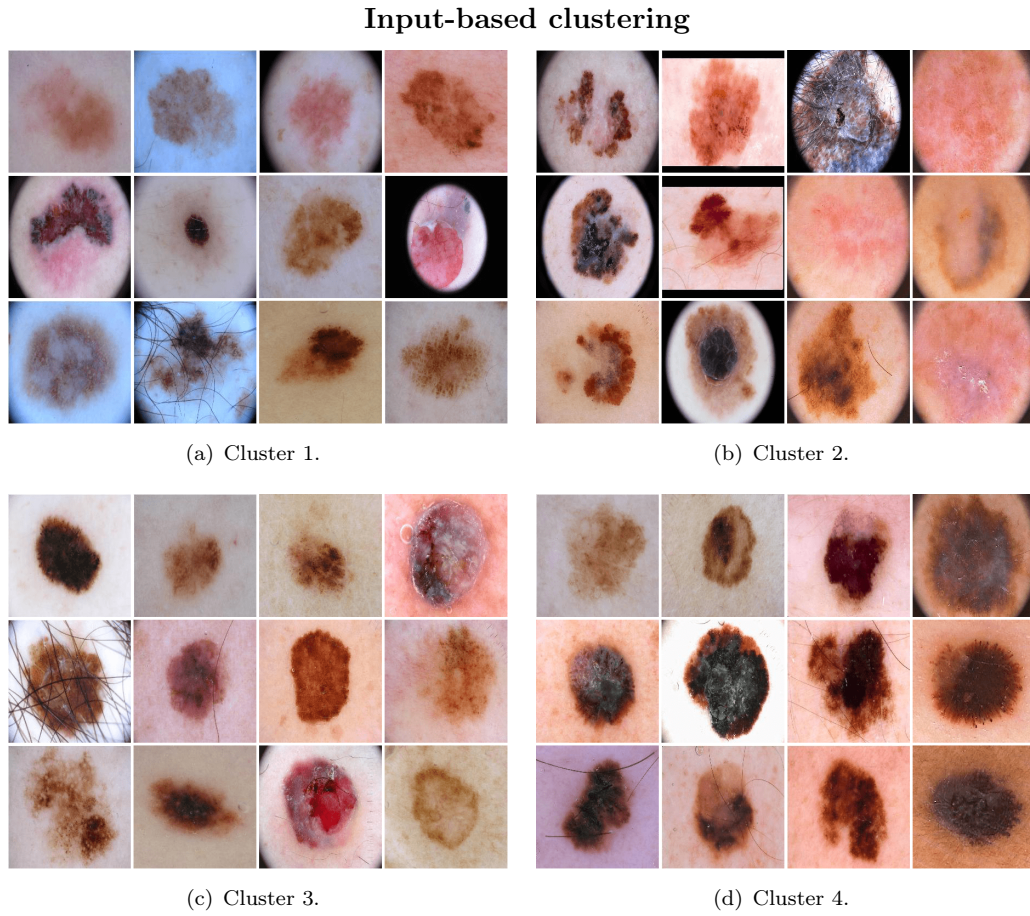 Input-based clustering
(a) Cluster 1.
(b) Cluster 2.
(c) Cluster 3.
(d) Cluster 4.